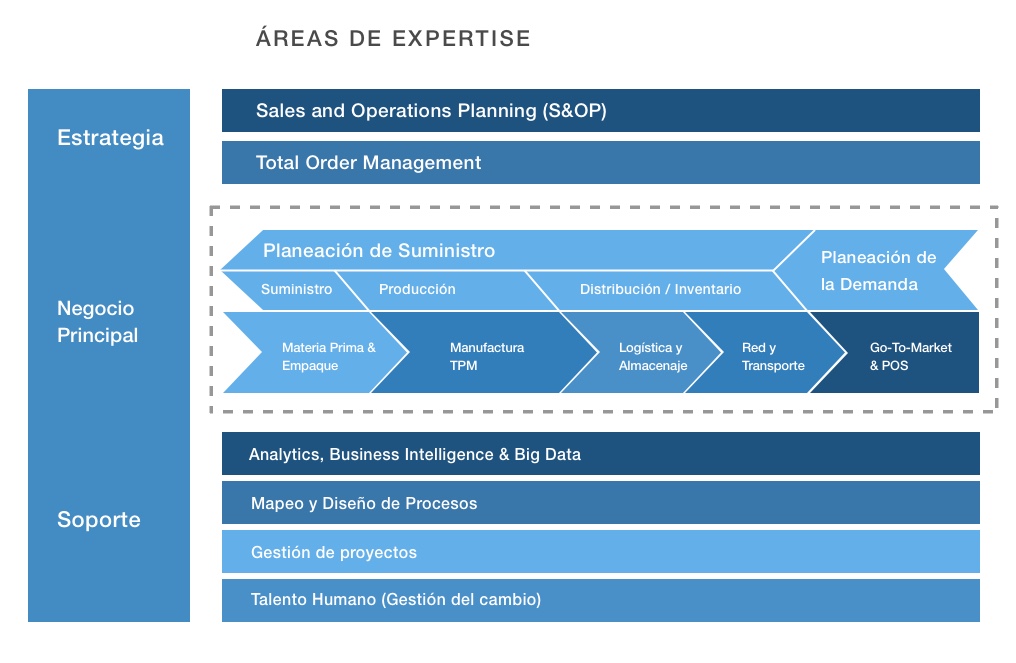 ÁREAS DE EXPERTISE
Estrategia
Sales and Operations Planning (S&OP)
Total Order Management
Negocio
Principal
Planeación de Suministro
Planeación de
la Demanda
Suministro
Producción
Distribución / Inventario
Materia Prima &
Empaque
Manufactura
TPM
Logística y
Almacenaje
Red y
Transporte
Go-To-Market
& POS
Soporte
Analytics, Business Intelligence & Big Data
Mapeo y Diseño de Procesos
Gestión de proyectos
Talento Humano (Gestión del cambio)